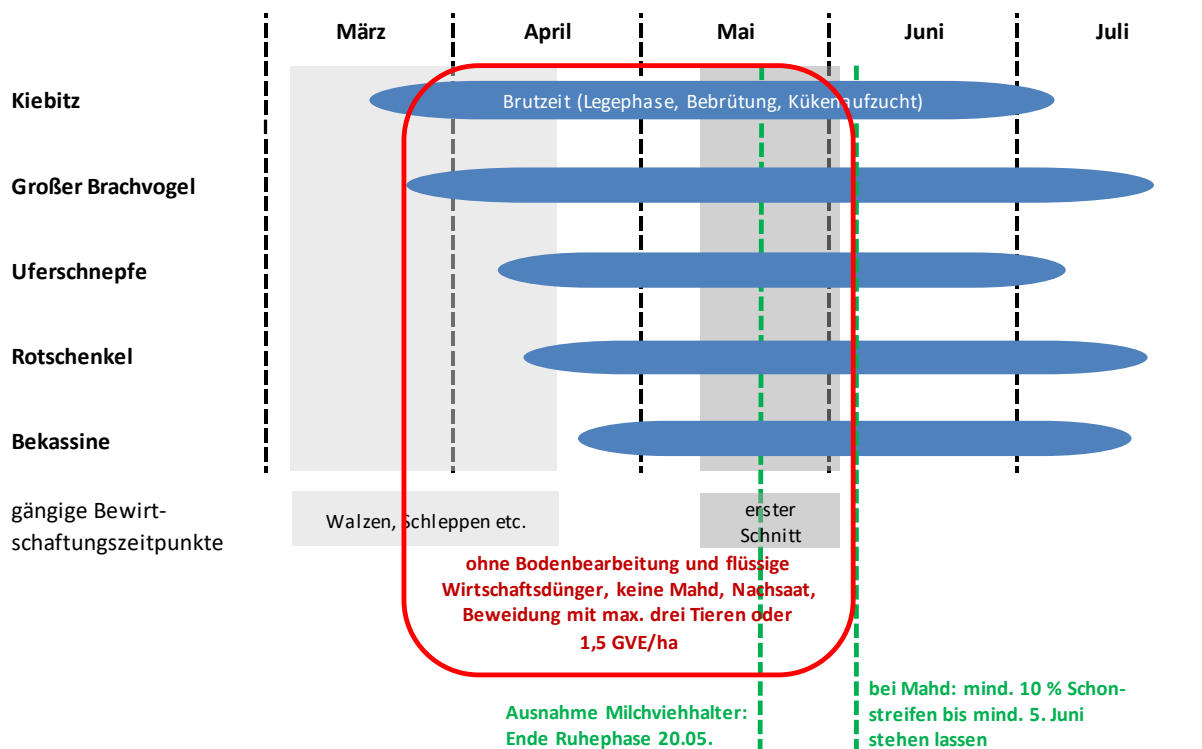 März April Mai Juni Juli
Kiebitz
Brutzeit (Legephase, Bebrütung, Kükenaufzucht)
Großer Brachvogel
Uferschnepfe
Rotschenkel
Bekassine
gängige Bewirt-
schaftungszeitpunkte
Walzen, Schleppen etc.
erster
Schnitt
ohne Bodenbearbeitung und flüssige
Wirtschaftsdünger, keine Mahd, Nachsaat,
Beweidung mit max. drei Tieren oder
1,5 GVE/ha
Ausnahme Milchviehhalter:
Ende Ruhephase 20.05.
bei Mahd: mind. 10 % Schon-
streifen bis mind. 5. Juni
stehen lassen